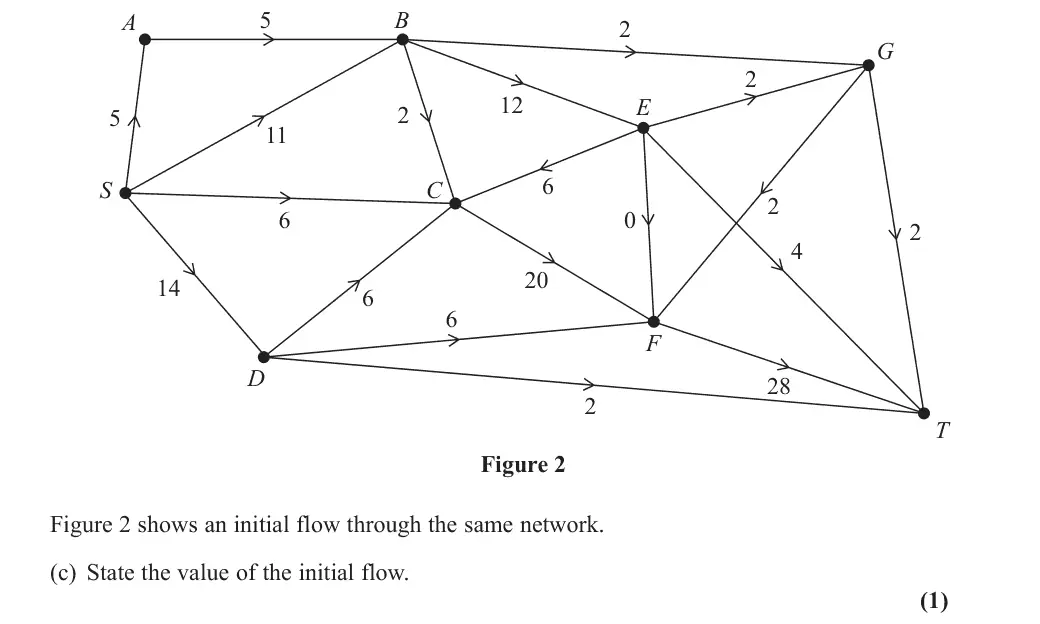 A
5
B
2
G
5
11
2
12
E
2
S
6
C
6
0
2
4
2
14
6
20
6
F
D
28
2
T
Figure 2
Figure 2 shows an initial flow through the same network.
(c) State the value of the initial flow.
(1)